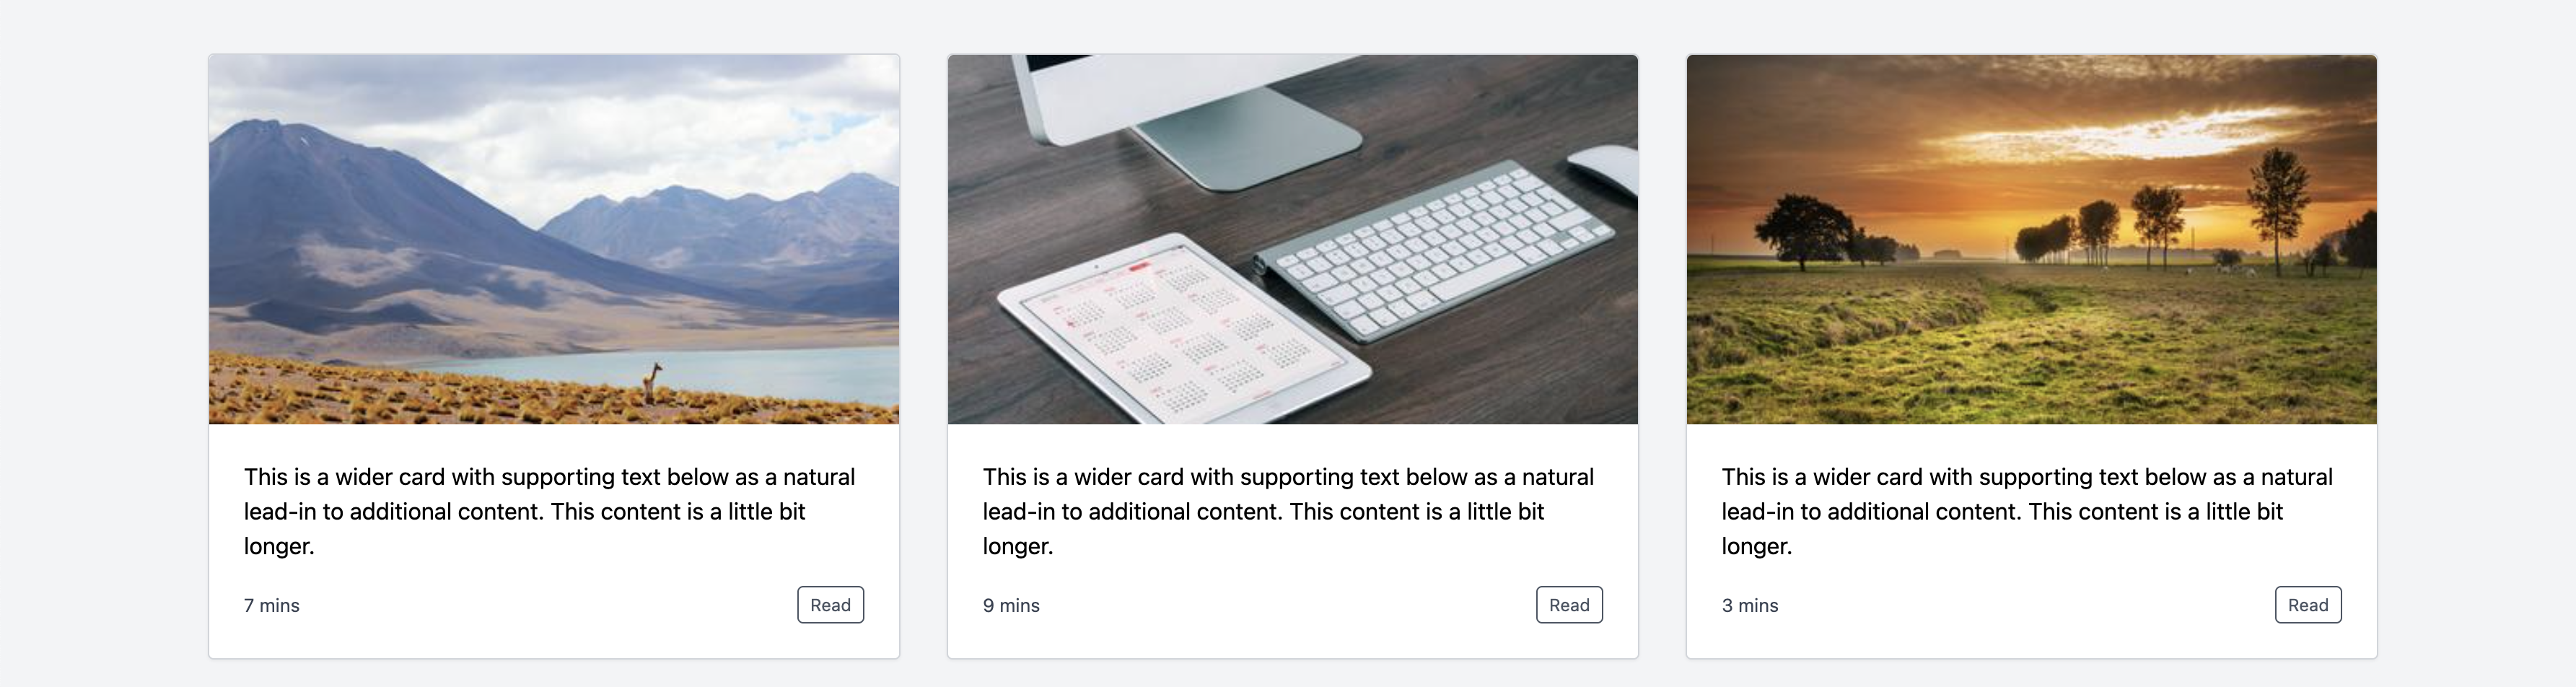 This is a wider card with supporting text below as a natural
lead-in to additional content. This content is a little bit
longer.
7 mins
Read
This is a wider card with supporting text below as a natural
lead-in to additional content. This content is a little bit
longer.
9 mins
Read
This is a wider card with supporting text below as a natural
lead-in to additional content. This content is a little bit
longer.
3 mins
Read